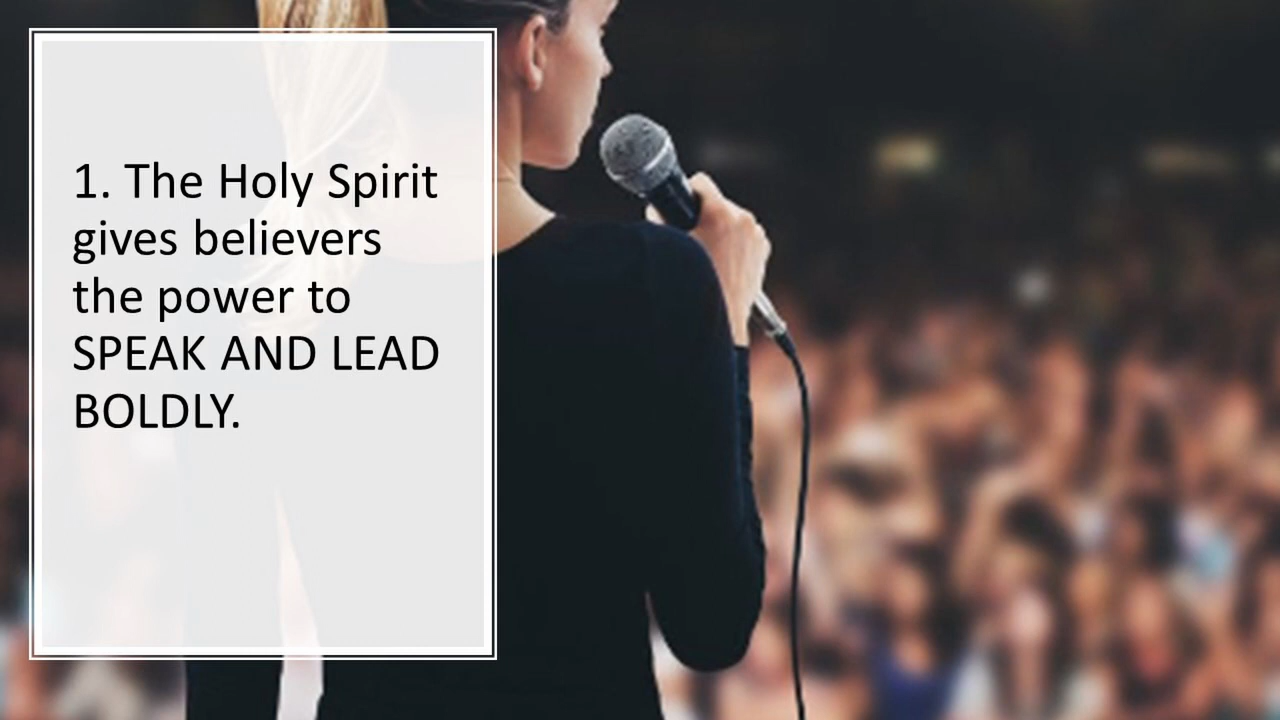 1. The Holy Spirit
gives believers
the power to
SPEAK AND LEAD
BOLDLY.